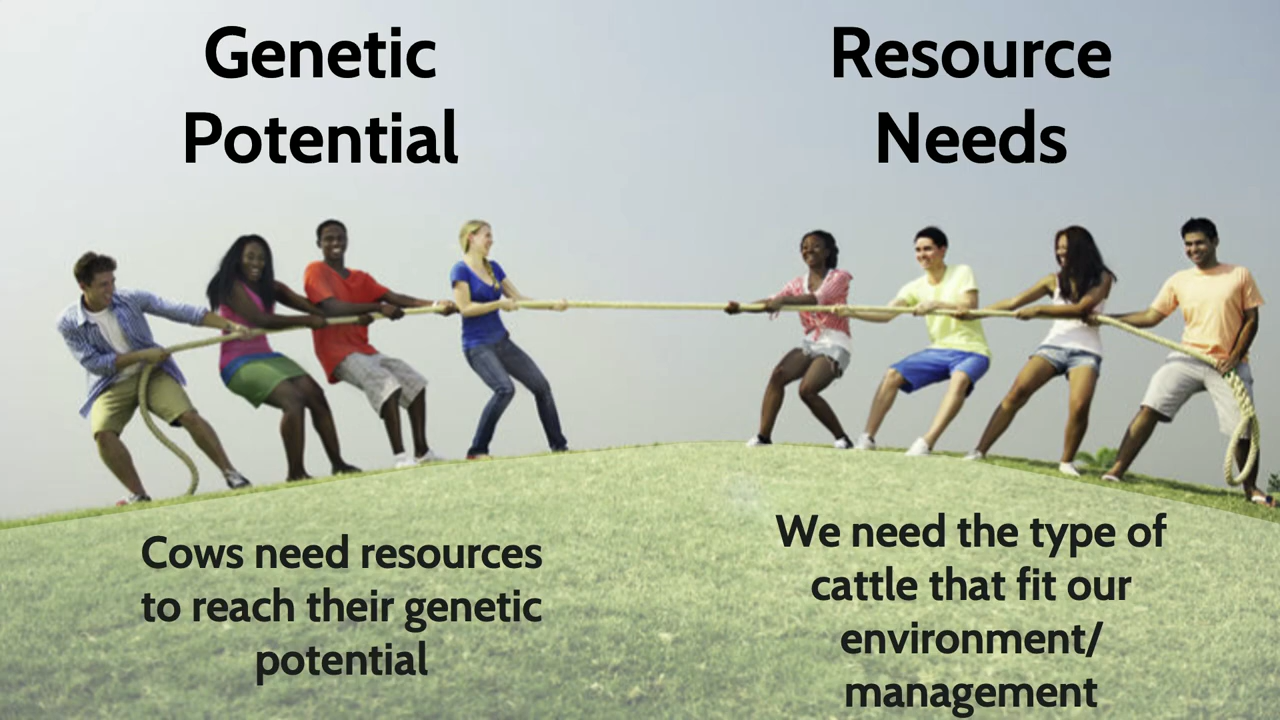 Genetic
Potential
Resource
Needs
Cows need resources
to reach their genetic
potential
We need the type of
cattle that fit our
environment/
management